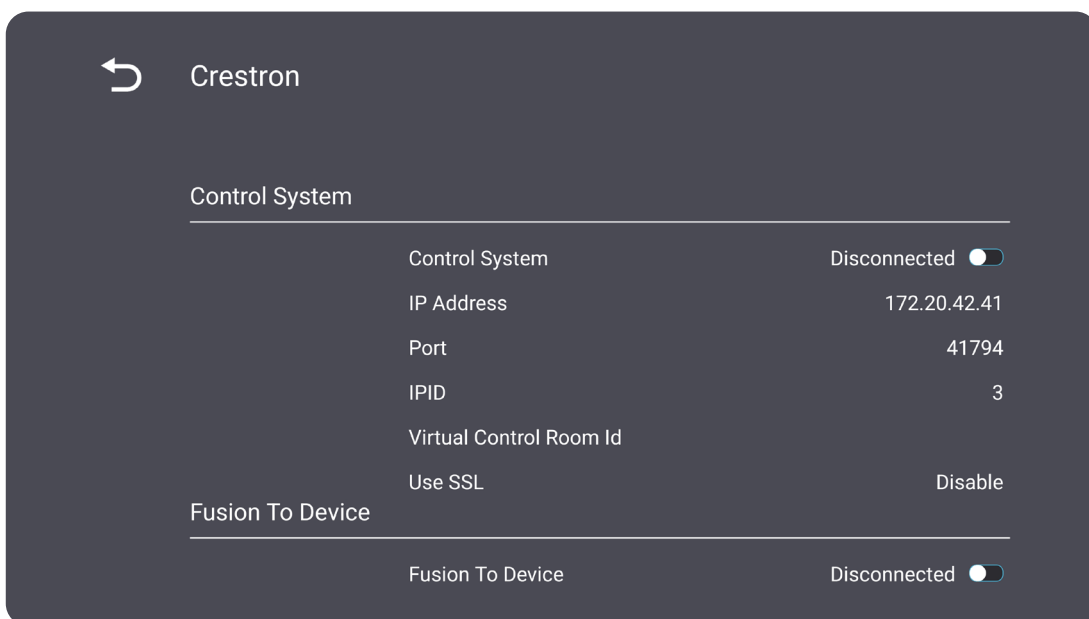 Crestron
Control System
Control System Disconnected
IP Address 172.20.42.41
Port 41794
IPID 3
Virtual Control Room Id
Use SSL Disable
Fusion To Device
Fusion To Device Disconnected